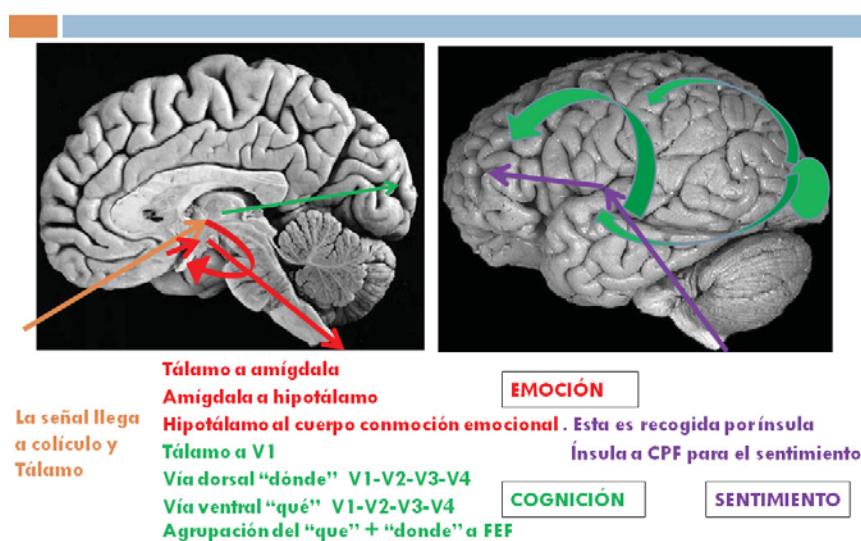 Tálamo a amígdala
Amígdala a hipotálamo
EMOCIÓN
Hipotálamo al cuerpo conmoción emocional . Esta es recogida por ínsula
La señal llega
a colículo y
Tálamo
Tálamo a V1
Ínsula a CPF para el sentimiento
Vía dorsal “dónde” V1-V2-V3-V4
Vía ventral “qué” V1-V2-V3-V4
COGNICIÓN
SENTIMIENTO
Agrupación del “que” + “donde” a FEF